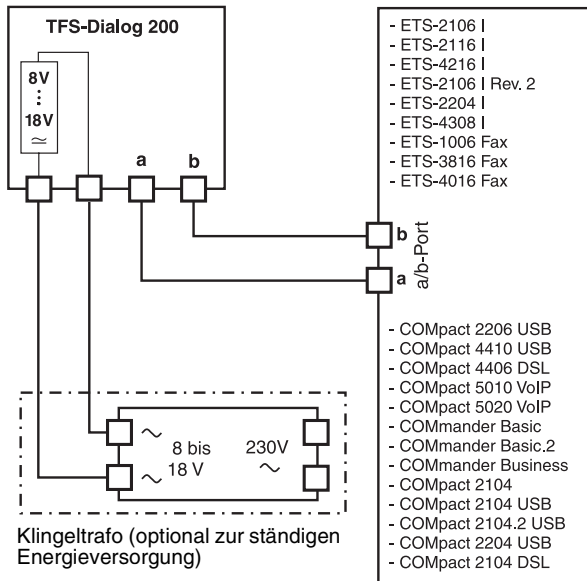 TFS-Dialog 200
8V
⋮
18V
≃
a
b
- ETS-2106 I
- ETS-2116 I
- ETS-4216 I
- ETS-2106 I Rev. 2
- ETS-2204 I
- ETS-4308 I
- ETS-1006 Fax
- ETS-3816 Fax
- ETS-4016 Fax
b
a
a/b-Port
- COMpact 2206 USB
- COMpact 4410 USB
- COMpact 4406 DSL
- COMpact 5010 VoIP
- COMpact 5020 VoIP
- COMmander Basic
- COMmander Basic.2
- COMmander Business
- COMpact 2104
- COMpact 2104 USB
- COMpact 2104.2 USB
- COMpact 2204 USB
- COMpact 2104 DSL
~
~
8 bis
18 V
230V
~
Klingeltrafo (optional zur ständigen
Energieversorgung)